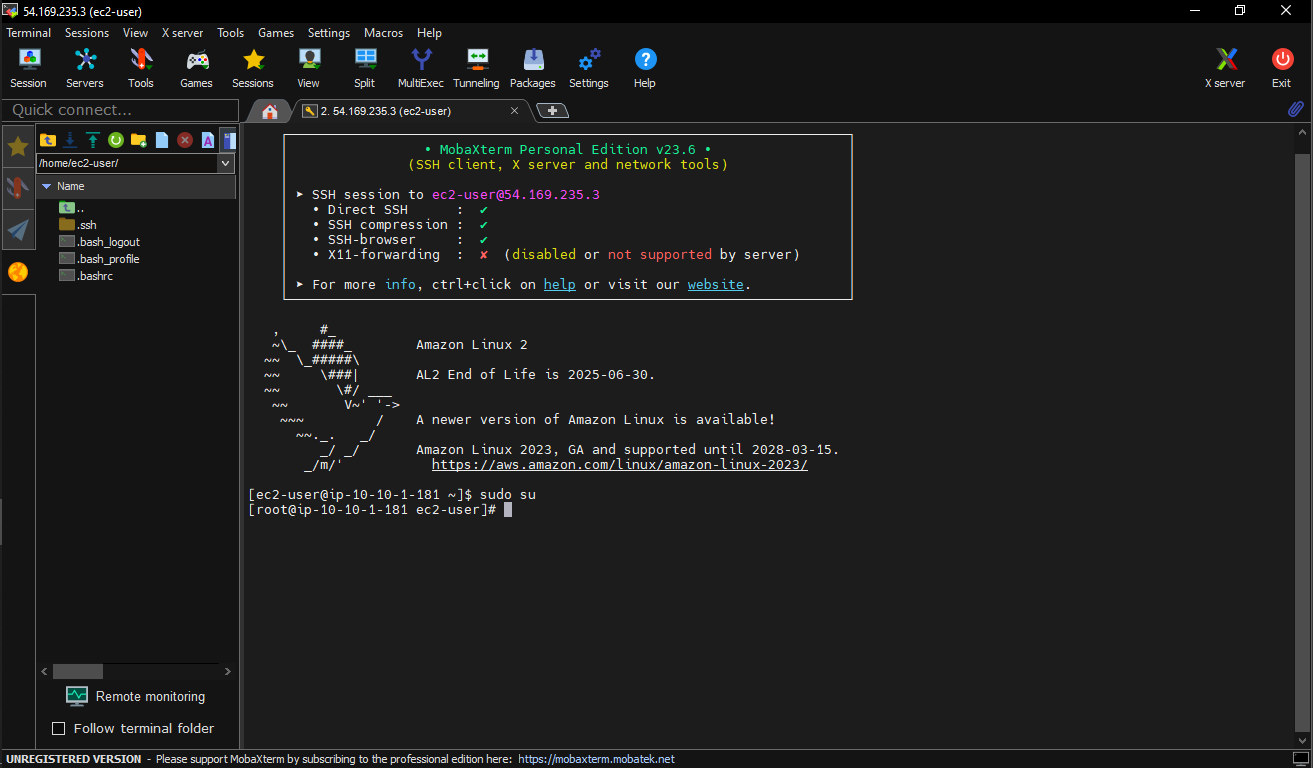 54.169.235.3 (ec2-user)
Terminal Sessions View X server Tools Games Settings Macros Help
Session Servers Tools Games Sessions View Split MultiExec Tunneling Packages Settings Help X server Exit
Quick connect...
2. 54.169.235.3 (ec2-user)
/home/ec2-user/
Name
..
.ssh
.bash_logout
.bash_profile
.bashrc
• MobaXterm Personal Edition v23.6 •
(SSH client, X server and network tools)
➤ SSH session to ec2-user@54.169.235.3
• Direct SSH : ✔
• SSH compression : ✔
• SSH-browser : ✔
• X11-forwarding : ✘ (disabled or not supported by server)
➤ For more info, ctrl+click on help or visit our website.
, #_
~\_ ####_ Amazon Linux 2
~~ \_#####\
~~ \###| AL2 End of Life is 2025-06-30.
~~ \#/ ___
~~ V~' '->
~~~ / A newer version of Amazon Linux is available!
~~._. _/
_/ _/ Amazon Linux 2023, GA and supported until 2028-03-15.
_/m/' https://aws.amazon.com/linux/amazon-linux-2023/
[ec2-user@ip-10-10-1-181 ~]$ sudo su
[root@ip-10-10-1-181 ec2-user]#
Remote monitoring
Follow terminal folder
UNREGISTERED VERSION - Please support MobaXterm by subscribing to the professional edition here: https://mobaxterm.mobatek.net